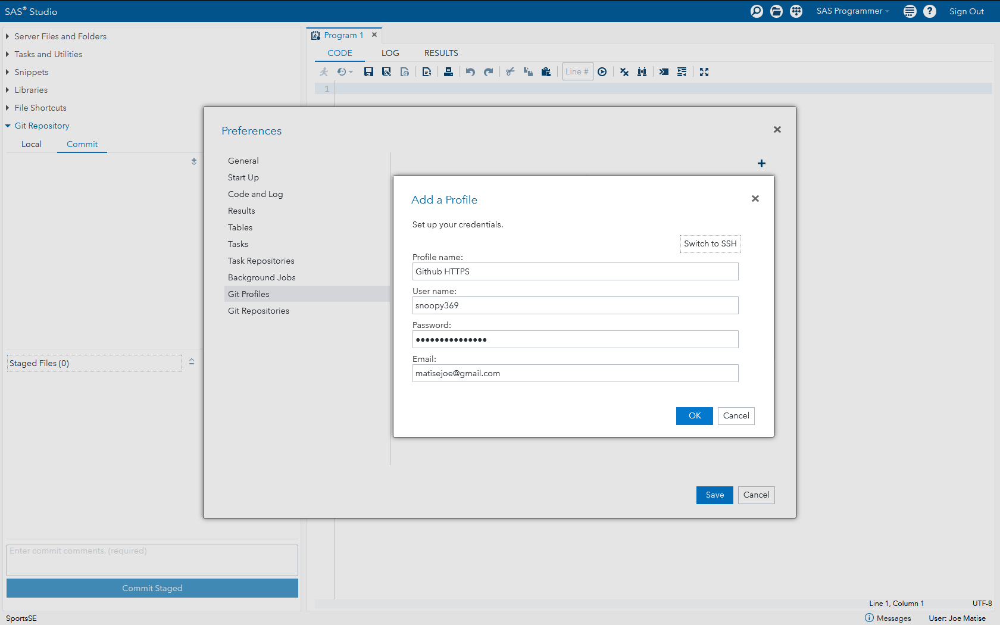 SAS® Studio
SAS Programmer
Sign Out
Server Files and Folders
Tasks and Utilities
Snippets
Libraries
File Shortcuts
Git Repository
Local
Commit
Staged Files (0)
Enter commit comments. (required)
Commit Staged
Program 1
CODE
LOG
RESULTS
Line #
1
Preferences
General
Start Up
Code and Log
Results
Tables
Tasks
Task Repositories
Background Jobs
Git Profiles
Git Repositories
Add a Profile
Set up your credentials.
Switch to SSH
Profile name:
Github HTTPS
User name:
snoopy369
Password:
•••••••••••••••
Email:
matisejoe@gmail.com
OK
Cancel
Save
Cancel
Line 1, Column 1
UTF-8
SportsSE
Messages
User: Joe Matise